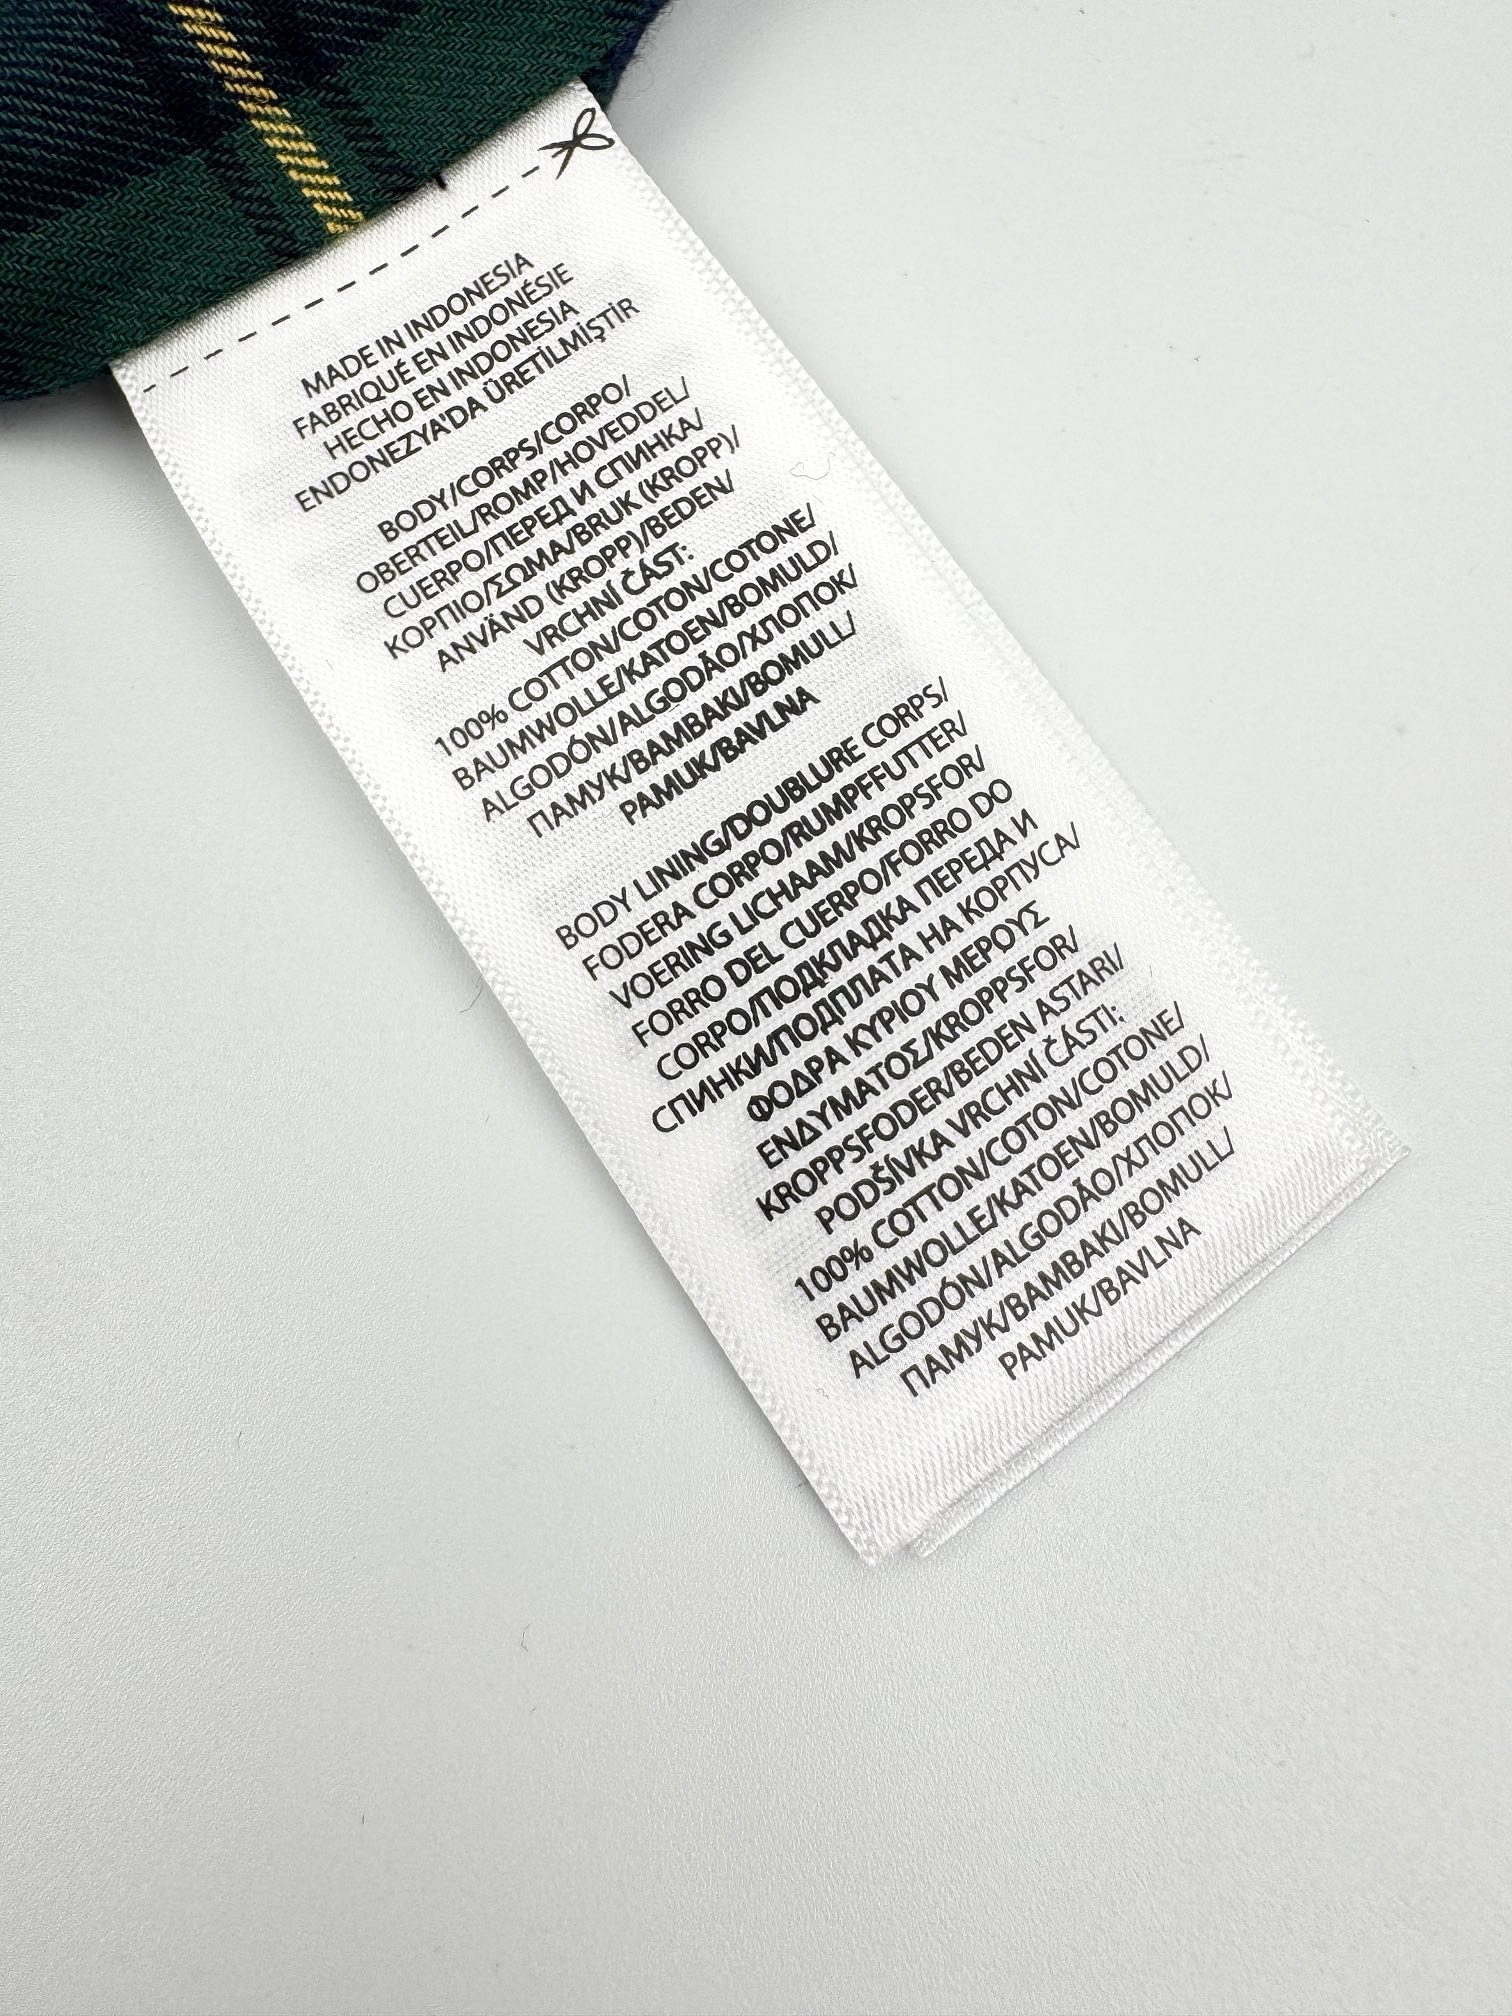 MADE IN INDONESIA
FABRIQUÉ EN INDONÉSIE
HECHO EN INDONESIA
ENDONEZYA'DA ÜRETİLMİŞTİR
BODY/CORPS/CORPO/
OBERTEIL/ROMP/HOVEDDEL/
CUERPO/ПЕРЕД И СПИНКА/
КОРПІО/ΣΩΜΑ/BRUK (KROPP)/
ANVÄND (KROPP)/BEDEN/
VRCHNÍ ČÁST:
100% COTTON/COTON/COTONE/
BAUMWOLLE/KATOEN/BOMULD/
ALGODÓN/ALGODÃO/ХЛОПОК/
ПАМУК/ΒΑΜΒΑΚΙ/BOMULL/
PAMUK/BAVLNA
BODY LINING/DOUBLURE CORPS/
FODERA CORPO/RUMPFFUTTER/
VOERING LICHAAM/KROPSFOR/
FORRO DEL CUERPO/FORRO DO
CORPO/ПОДКЛАДКА ПЕРЕДА И
СПИНКИ/ПОДПЛАТА НА КОРПУСА/
ΦΟΔΡΑ ΚΥΡΙΟΥ ΜΕΡΟΥΣ
ΕΝΔΥΜΑΤΟΣ/KROPPSFOR/
KROPPSFODER/BEDEN ASTARI/
PODŠÍVKA VRCHNÍ ČÁSTI:
100% COTTON/COTON/COTONE/
BAUMWOLLE/KATOEN/BOMULD/
ALGODÓN/ALGODÃO/ХЛОПОК/
ПАМУК/ΒΑΜΒΑΚΙ/BOMULL/
PAMUK/BAVLNA